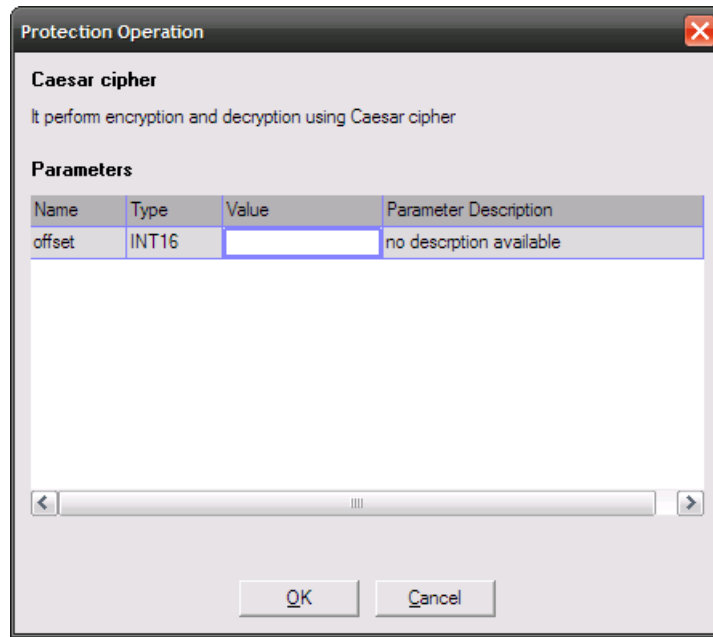 Protection Operation
Caesar cipher
It perform encryption and decryption using Caesar cipher
Parameters
Name Type Value Parameter Description
offset INT16 no descrption available
OK Cancel